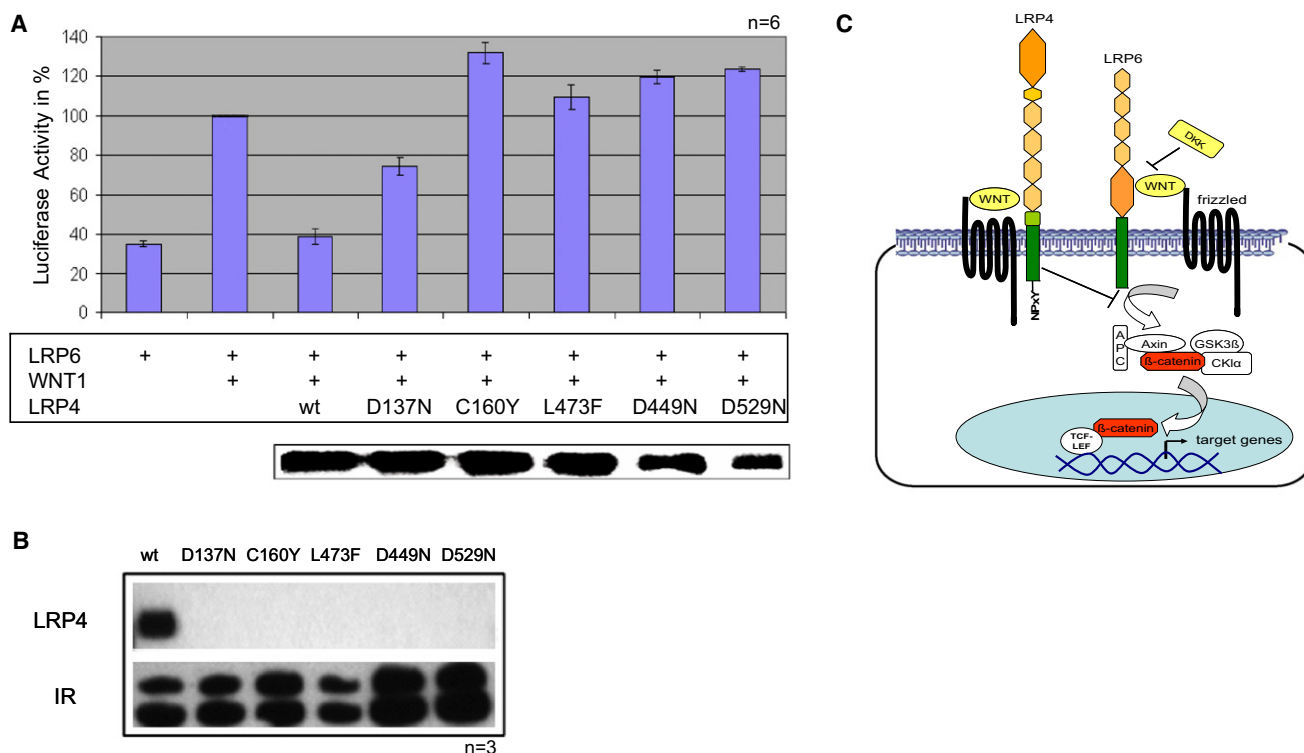 A
n=6
Luciferase Activity in %
140
120
100
80
60
40
20
0
LRP6 + + + + + + + +
WNT1 + + + + + + +
LRP4 wt D137N C160Y L473F D449N D529N
B
wt D137N C160Y L473F D449N D529N
LRP4
IR
n=3
C
LRP4
LRP6
DKK
WNT
WNT
frizzled
NPxY
APC
Axin
GSK3ß
ß-catenin
CKIα
ß-catenin
TCF-
LEF
target genes